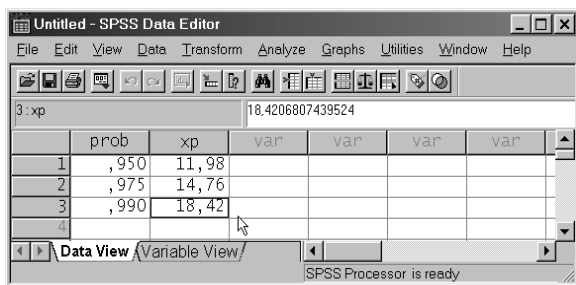 Untitled - SPSS Data Editor
File Edit View Data Transform Analyze Graphs Utilities Window Help
3 : xp 18,4206807439524
prob xp var var var var
1 ,950 11,98
2 ,975 14,76
3 ,990 18,42
4
Data View Variable View
SPSS Processor is ready